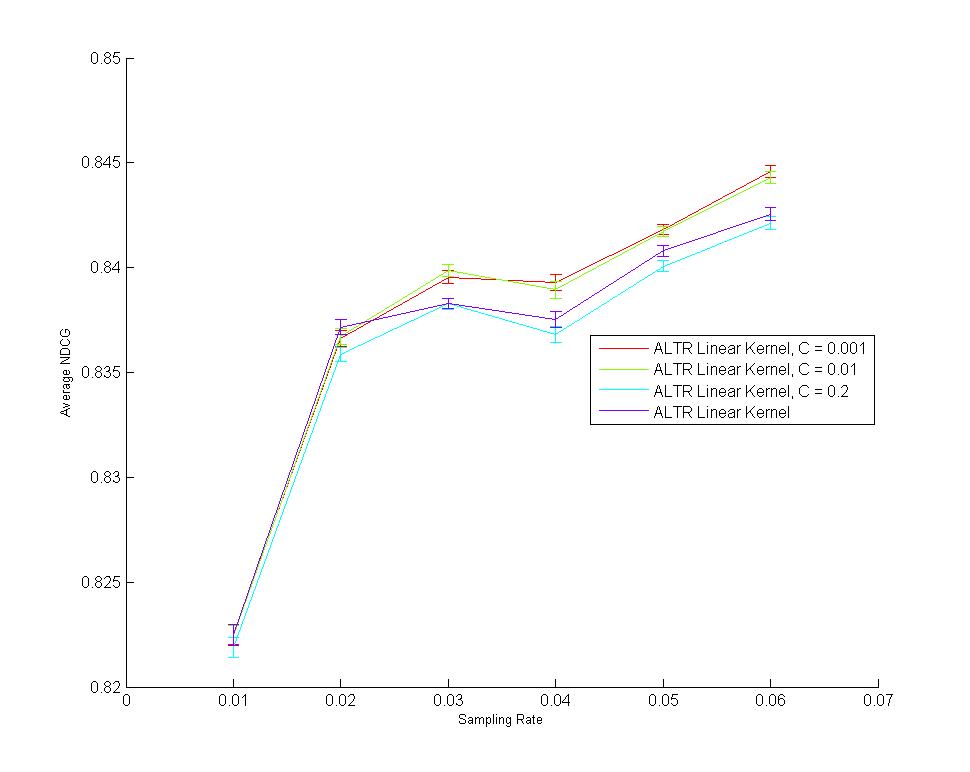 0.85
0.845
0.84
0.835
0.83
0.825
0.82
Average NDCG
ALTR Linear Kernel, C = 0.001
ALTR Linear Kernel, C = 0.01
ALTR Linear Kernel, C = 0.2
ALTR Linear Kernel
0 0.01 0.02 0.03 0.04 0.05 0.06 0.07
Sampling Rate